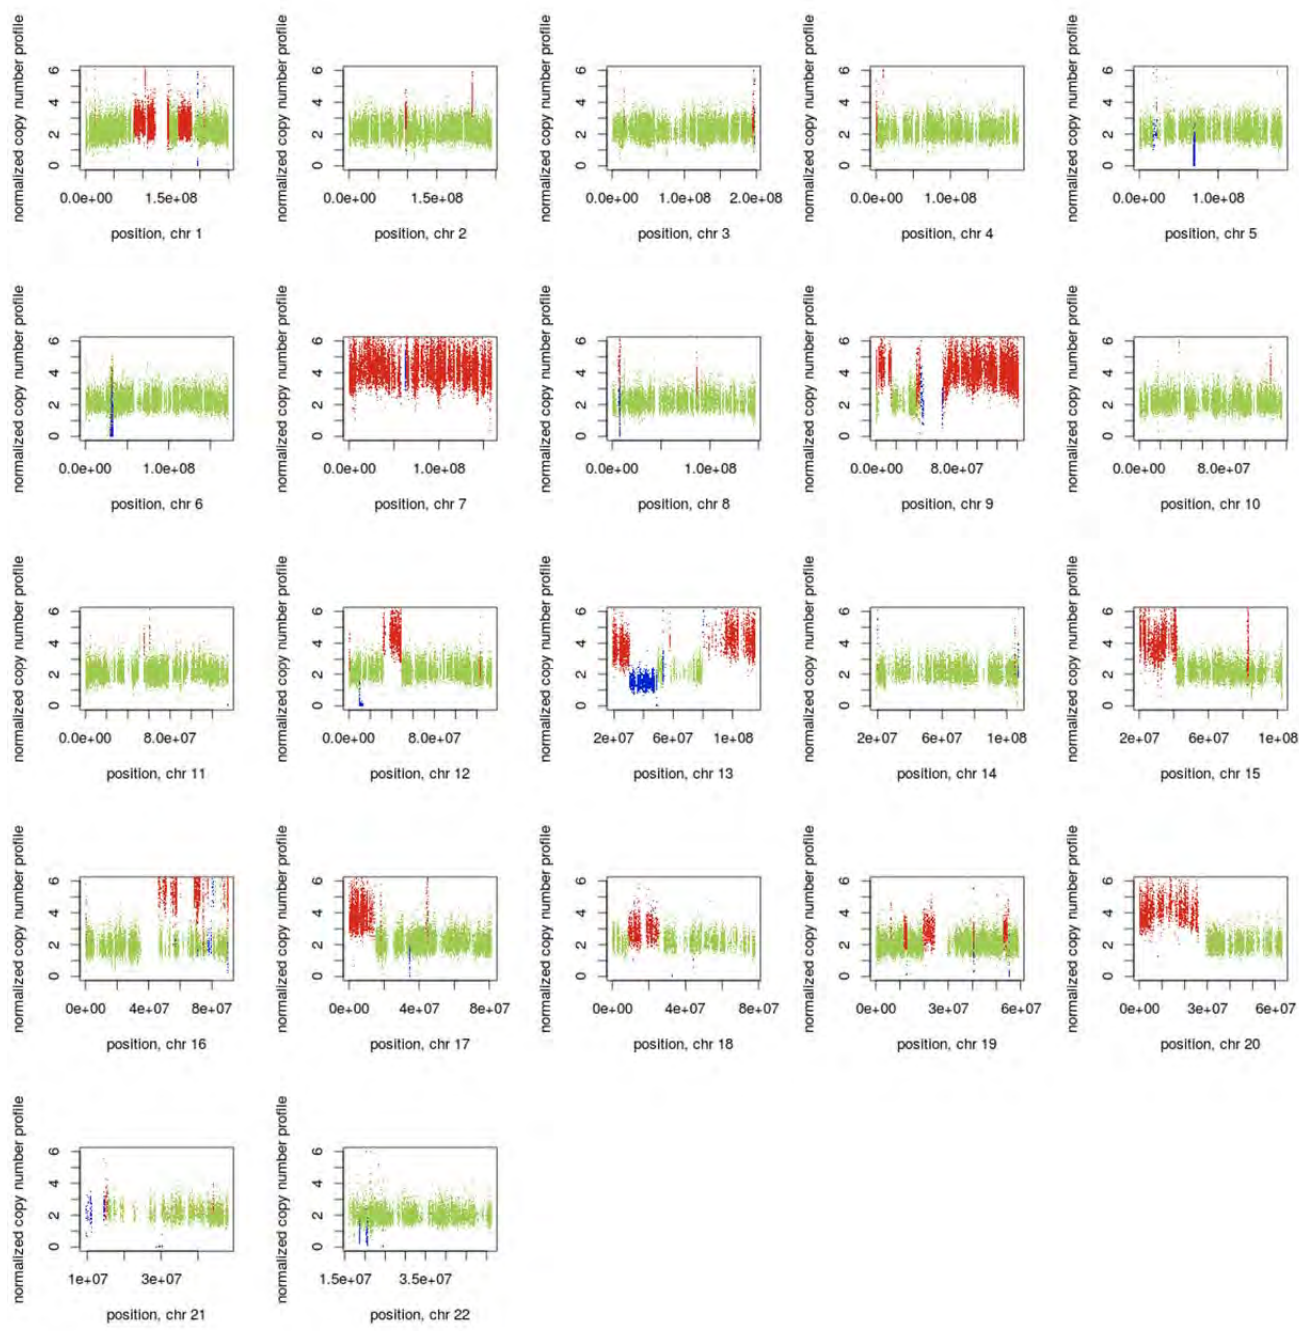 normalized copy number profile
6
4
2
0
0.0e+00 1.5e+08
position, chr 1
normalized copy number profile
6
4
2
0
0.0e+00 1.5e+08
position, chr 2
normalized copy number profile
6
4
2
0
0.0e+00 1.0e+08 2.0e+08
position, chr 3
normalized copy number profile
6
4
2
0
0.0e+00 1.0e+08
position, chr 4
normalized copy number profile
6
4
2
0
0.0e+00 1.0e+08
position, chr 5
normalized copy number profile
6
4
2
0
0.0e+00 1.0e+08
position, chr 6
normalized copy number profile
6
4
2
0
0.0e+00 1.0e+08
position, chr 7
normalized copy number profile
6
4
2
0
0.0e+00 1.0e+08
position, chr 8
normalized copy number profile
6
4
2
0
0.0e+00 8.0e+07
position, chr 9
normalized copy number profile
6
4
2
0
0.0e+00 8.0e+07
position, chr 10
normalized copy number profile
6
4
2
0
0.0e+00 8.0e+07
position, chr 11
normalized copy number profile
6
4
2
0
0.0e+00 8.0e+07
position, chr 12
normalized copy number profile
6
4
2
0
2e+07 6e+07 1e+08
position, chr 13
normalized copy number profile
6
4
2
0
2e+07 6e+07 1e+08
position, chr 14
normalized copy number profile
6
4
2
0
2e+07 6e+07 1e+08
position, chr 15
normalized copy number profile
6
4
2
0
0e+00 4e+07 8e+07
position, chr 16
normalized copy number profile
6
4
2
0
0e+00 4e+07 8e+07
position, chr 17
normalized copy number profile
6
4
2
0
0e+00 4e+07 8e+07
position, chr 18
normalized copy number profile
6
4
2
0
0e+00 3e+07 6e+07
position, chr 19
normalized copy number profile
6
4
2
0
0e+00 3e+07 6e+07
position, chr 20
normalized copy number profile
6
4
2
0
1e+07 3e+07
position, chr 21
normalized copy number profile
6
4
2
0
1.5e+07 3.5e+07
position, chr 22